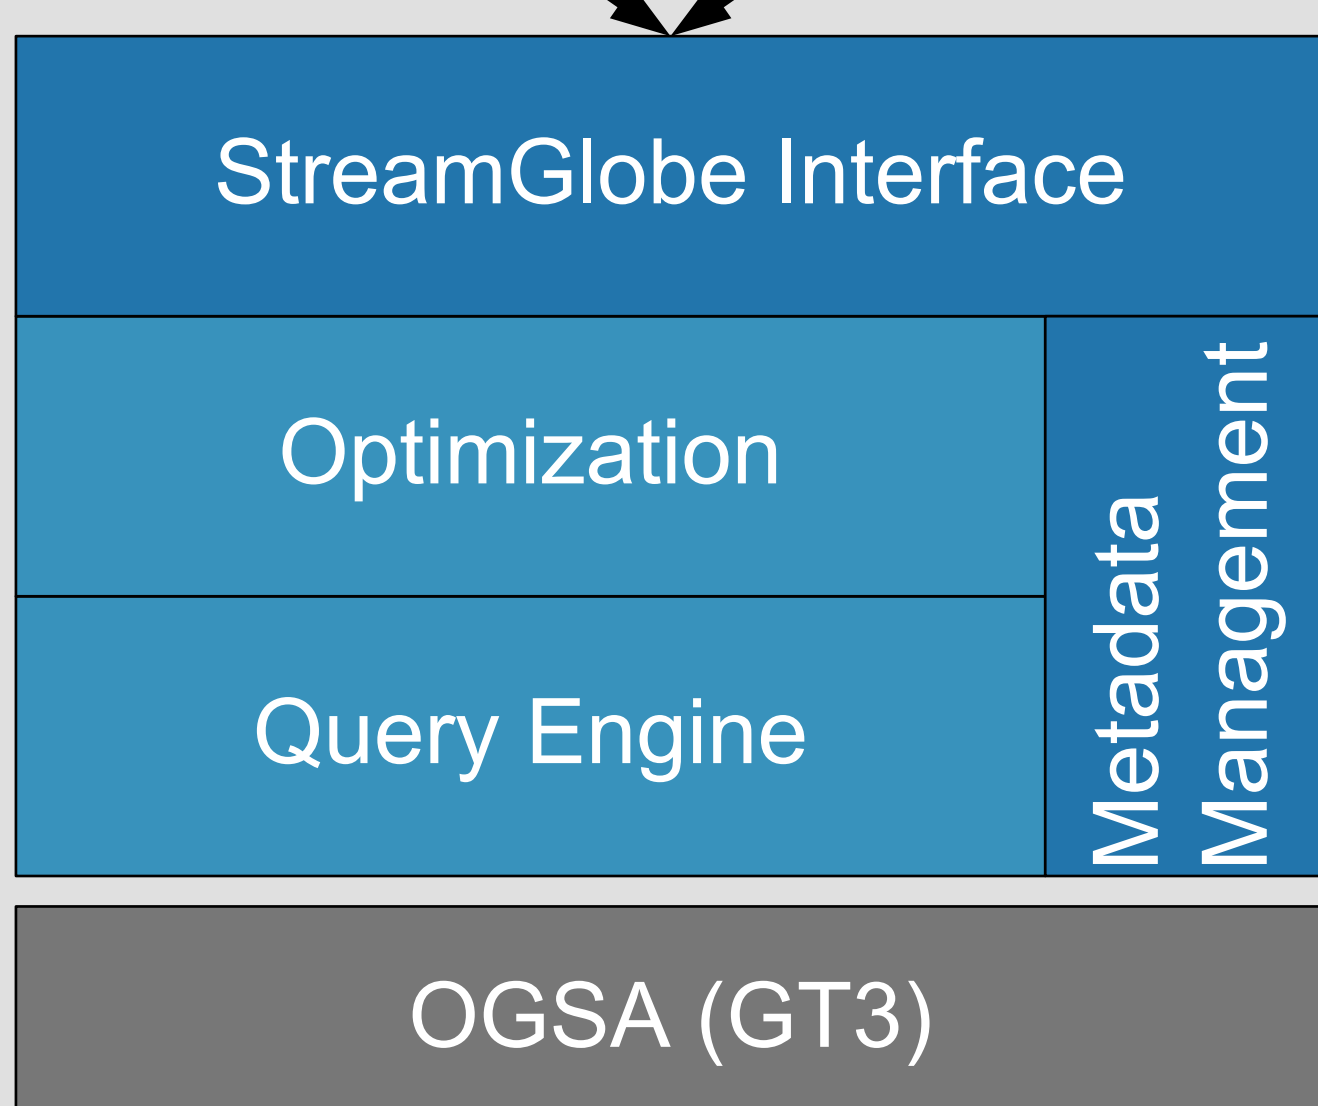 StreamGlobe Interface
Optimization
Query Engine
Metadata
Management
OGSA (GT3)